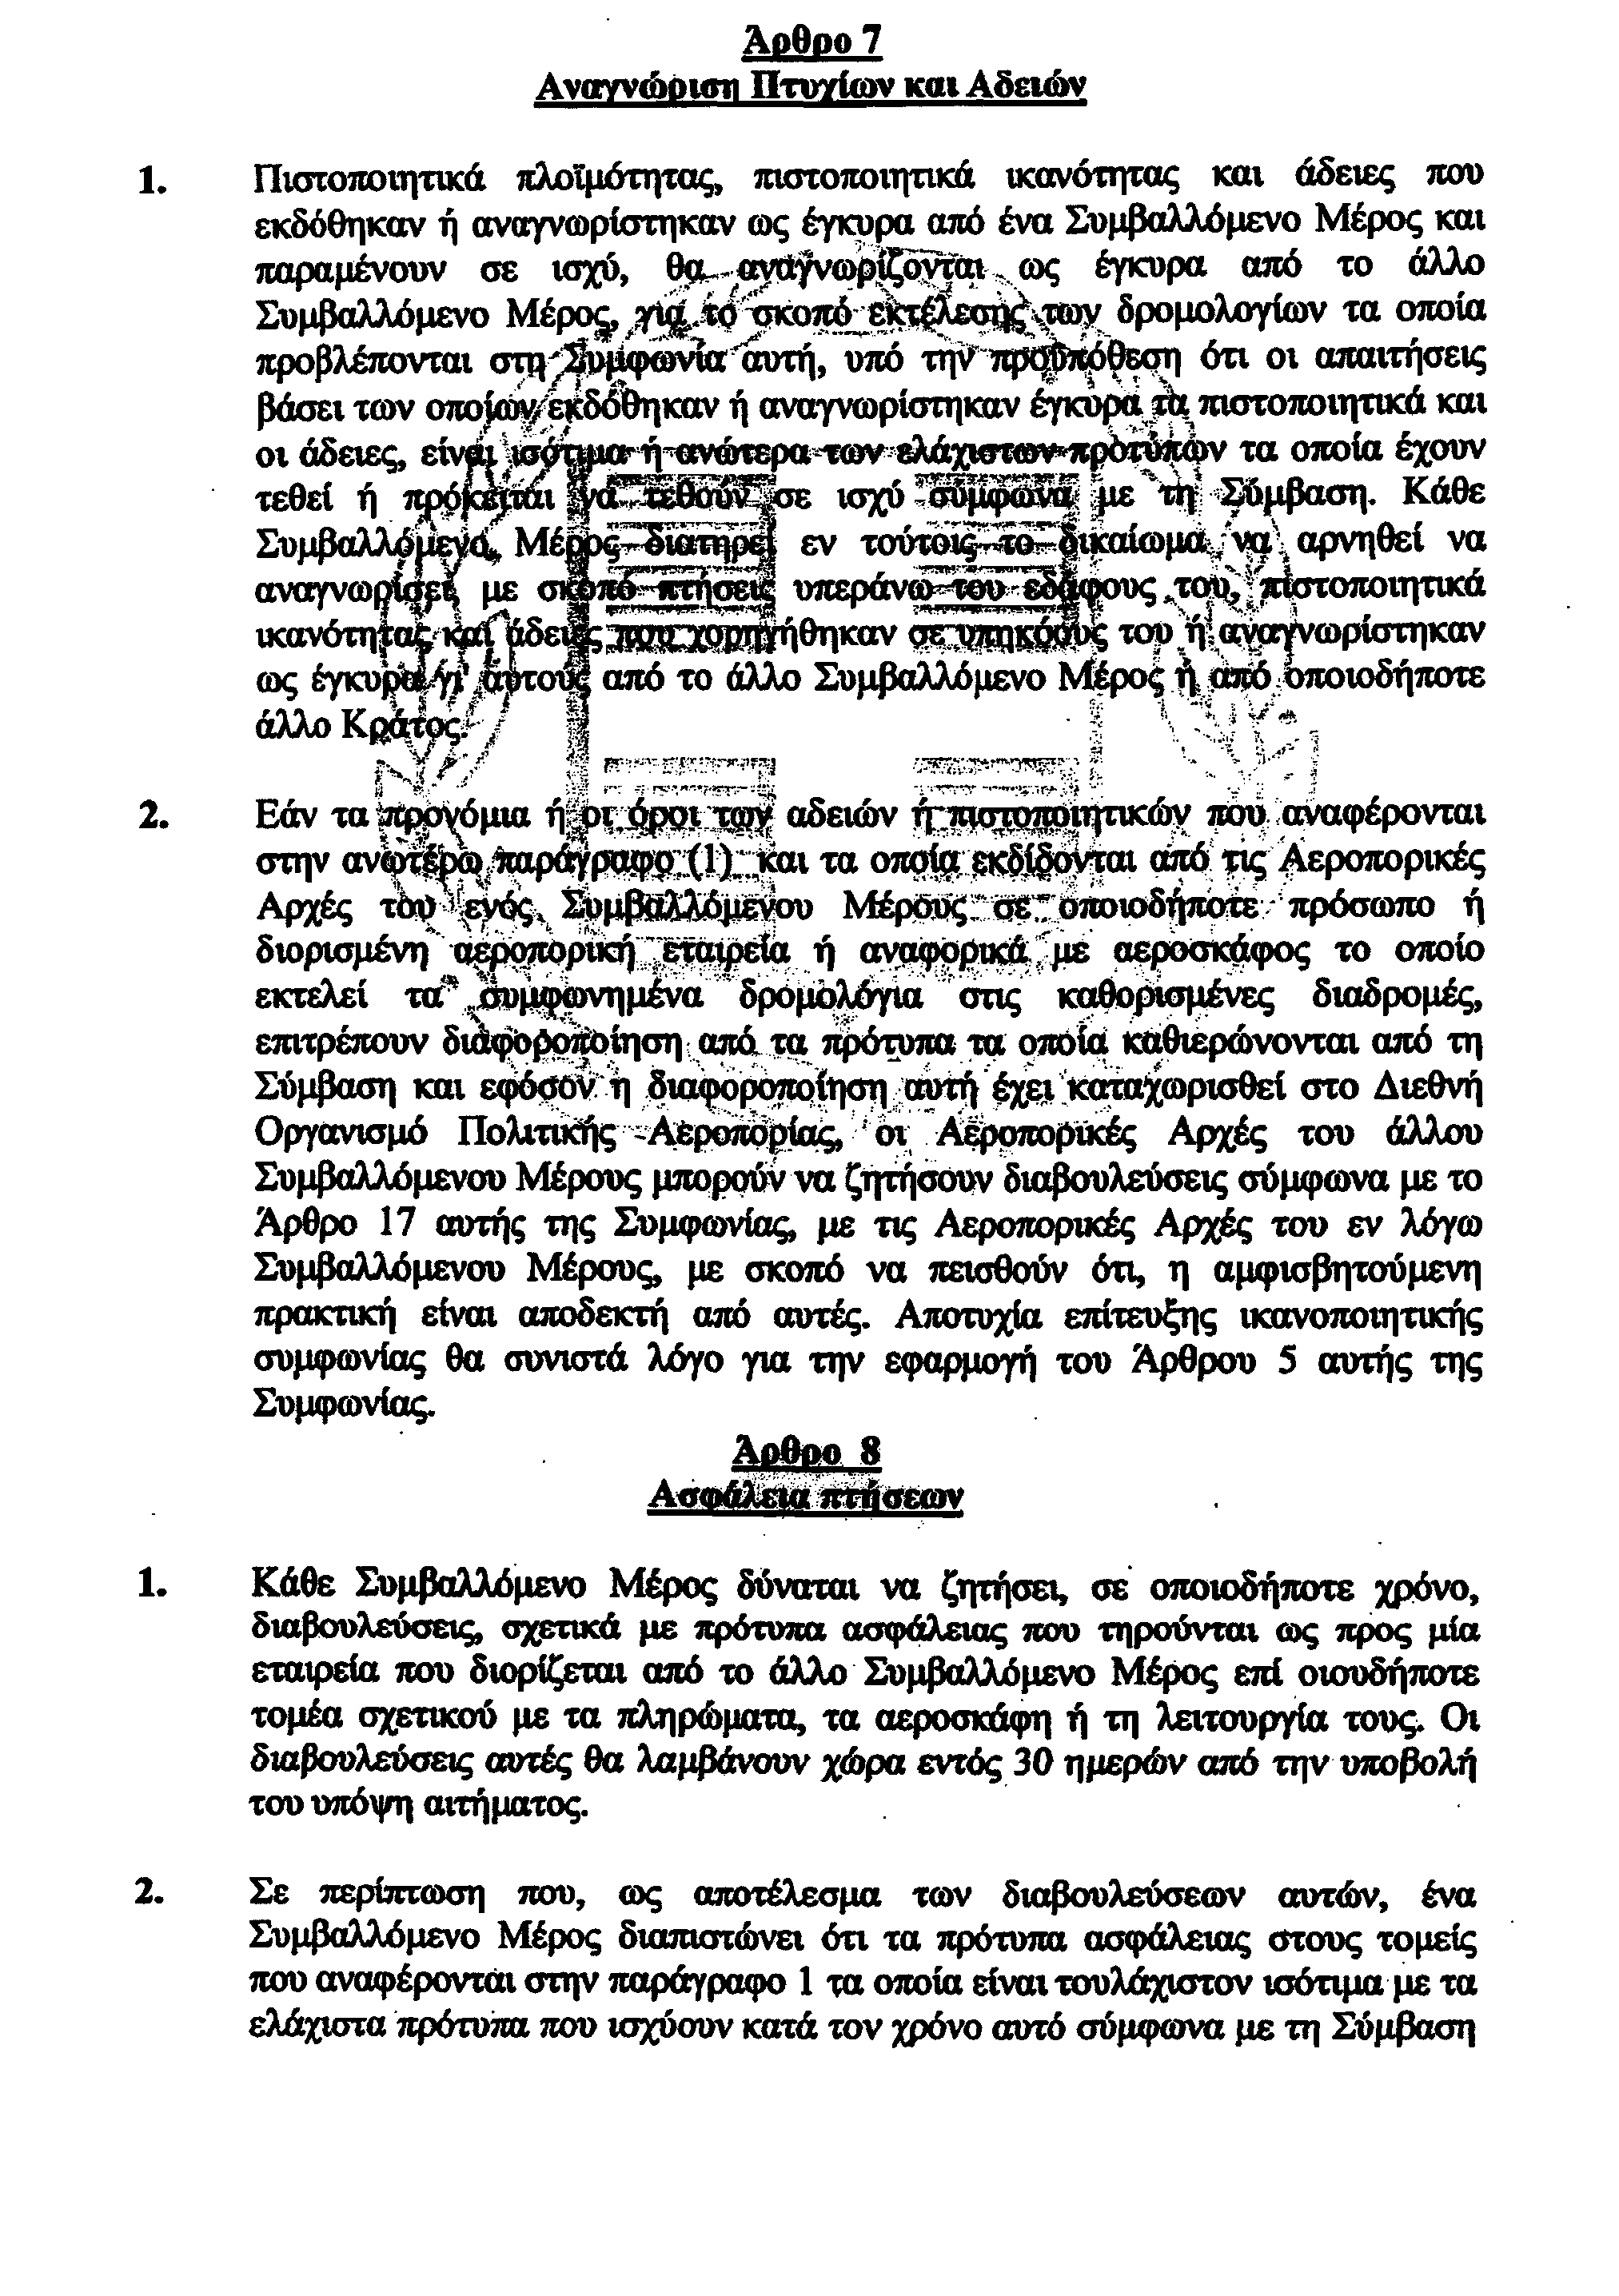 Άρθρο 7
Αναγνώριση Πτυχίων και Αδειών
1. Πιστοποιητικά πλοϊμότητας, πιστοποιητικά ικανότητας και άδειες που
εκδόθηκαν ή αναγνωρίστηκαν ως έγκυρα από ένα Συμβαλλόμενο Μέρος και
παραμένουν σε ισχύ, θα αναγνωρίζονται ως έγκυρα από το άλλο
Συμβαλλόμενο Μέρος, για το σκοπό εκτέλεσης των δρομολογίων τα οποία
προβλέπονται στη Συμφωνία αυτή, υπό την προϋπόθεση ότι οι απαιτήσεις
βάσει των οποίων εκδόθηκαν ή αναγνωρίστηκαν έγκυρα τα πιστοποιητικά και
οι άδειες, είναι ισότιμα ή ανώτερα των ελάχιστων προτύπων τα οποία έχουν
τεθεί ή πρόκειται να τεθούν σε ισχύ σύμφωνα με τη Σύμβαση. Κάθε
Συμβαλλόμενο Μέρος διατηρεί εν τούτοις το δικαίωμα να αρνηθεί να
αναγνωρίσει, με σκοπό πτήσεις υπεράνω του εδάφους του, πιστοποιητικά
ικανότητας και άδειες που χορηγήθηκαν σε υπηκόους του ή αναγνωρίστηκαν
ως έγκυρα γι' αυτούς από το άλλο Συμβαλλόμενο Μέρος ή από οποιοδήποτε
άλλο Κράτος.
2. Εάν τα προνόμια ή οι όροι των αδειών ή πιστοποιητικών που αναφέρονται
στην ανωτέρω παράγραφο (1) και τα οποία εκδίδονται από τις Αεροπορικές
Αρχές του ενός Συμβαλλόμενου Μέρους σε οποιοδήποτε πρόσωπο ή
διορισμένη αεροπορική εταιρεία ή αναφορικά με αεροσκάφος το οποίο
εκτελεί τα συμφωνημένα δρομολόγια στις καθορισμένες διαδρομές,
επιτρέπουν διαφοροποίηση από τα πρότυπα τα οποία καθιερώνονται από τη
Σύμβαση και εφόσον η διαφοροποίηση αυτή έχει καταχωρισθεί στο Διεθνή
Οργανισμό Πολιτικής Αεροπορίας, οι Αεροπορικές Αρχές του άλλου
Συμβαλλόμενου Μέρους μπορούν να ζητήσουν διαβουλεύσεις σύμφωνα με το
Άρθρο 17 αυτής της Συμφωνίας, με τις Αεροπορικές Αρχές του εν λόγω
Συμβαλλόμενου Μέρους, με σκοπό να πεισθούν ότι, η αμφισβητούμενη
πρακτική είναι αποδεκτή από αυτές. Αποτυχία επίτευξης ικανοποιητικής
συμφωνίας θα συνιστά λόγο για την εφαρμογή του Άρθρου 5 αυτής της
Συμφωνίας.
Άρθρο 8
Ασφάλεια πτήσεων
1. Κάθε Συμβαλλόμενο Μέρος δύναται να ζητήσει, σε οποιοδήποτε χρόνο,
διαβουλεύσεις, σχετικά με πρότυπα ασφάλειας που τηρούνται ως προς μία
εταιρεία που διορίζεται από το άλλο Συμβαλλόμενο Μέρος επί οιουδήποτε
τομέα σχετικού με τα πληρώματα, τα αεροσκάφη ή τη λειτουργία τους. Οι
διαβουλεύσεις αυτές θα λαμβάνουν χώρα εντός 30 ημερών από την υποβολή
του υπόψη αιτήματος.
2. Σε περίπτωση που, ως αποτέλεσμα των διαβουλεύσεων αυτών, ένα
Συμβαλλόμενο Μέρος διαπιστώνει ότι τα πρότυπα ασφάλειας στους τομείς
που αναφέρονται στην παράγραφο 1 τα οποία είναι τουλάχιστον ισότιμα με τα
ελάχιστα πρότυπα που ισχύουν κατά τον χρόνο αυτό σύμφωνα με τη Σύμβαση